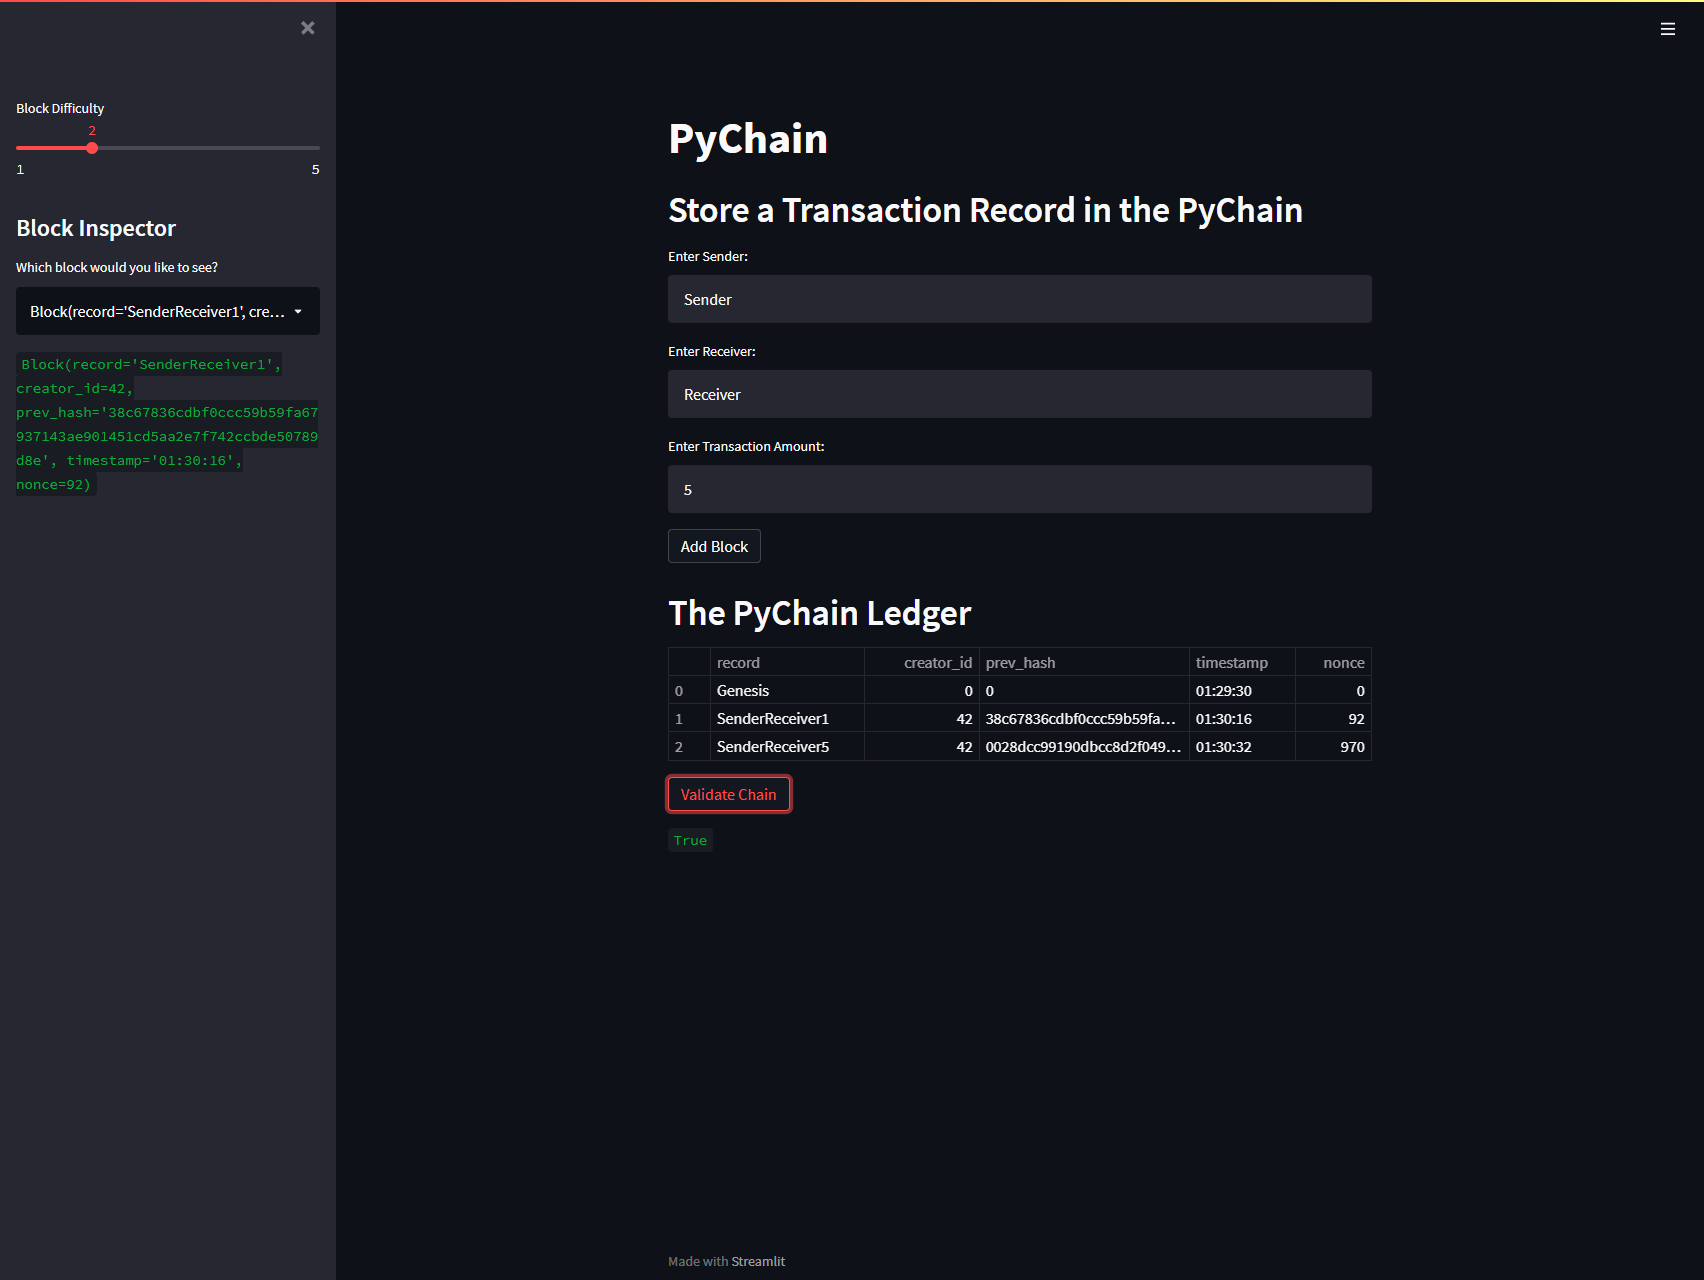 Block Difficulty
2
1 5
Block Inspector
Which block would you like to see?
Block(record='SenderReceiver1', cre...
Block(record='SenderReceiver1',
creator_id=42,
prev_hash='38c67836cdbf0ccc59b59fa67
937143ae901451cd5aa2e7f742ccbde50789
d8e', timestamp='01:30:16',
nonce=92)
PyChain
Store a Transaction Record in the PyChain
Enter Sender:
Sender
Enter Receiver:
Receiver
Enter Transaction Amount:
5
Add Block
The PyChain Ledger
record creator_id prev_hash timestamp nonce
0 Genesis 0 0 01:29:30 0
1 SenderReceiver1 42 38c67836cdbf0ccc59b59fa... 01:30:16 92
2 SenderReceiver5 42 0028dcc99190dbcc8d2f049... 01:30:32 970
Validate Chain
True
Made with Streamlit